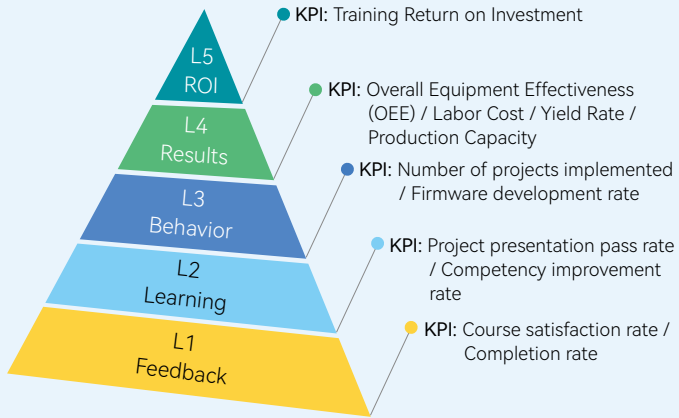 L5
ROI
KPI: Training Return on Investment
L4
Results
KPI: Overall Equipment Effectiveness
(OEE) / Labor Cost / Yield Rate /
Production Capacity
L3
Behavior
KPI: Number of projects implemented
/ Firmware development rate
L2
Learning
KPI: Project presentation pass rate
/ Competency improvement
rate
L1
Feedback
KPI: Course satisfaction rate /
Completion rate